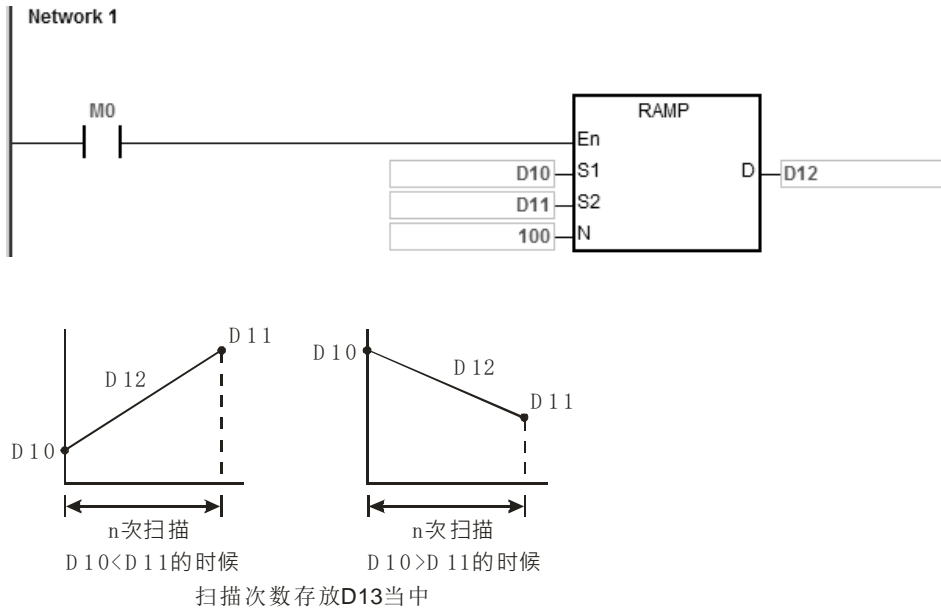 Network 1
M0
RAMP
En
D10 S1 D D12
D11 S2
100 N
D11 D10
D12 D12
D11
D10
n次扫描 n次扫描
D10<D11的时候 D10>D11的时候
扫描次数存放D13当中